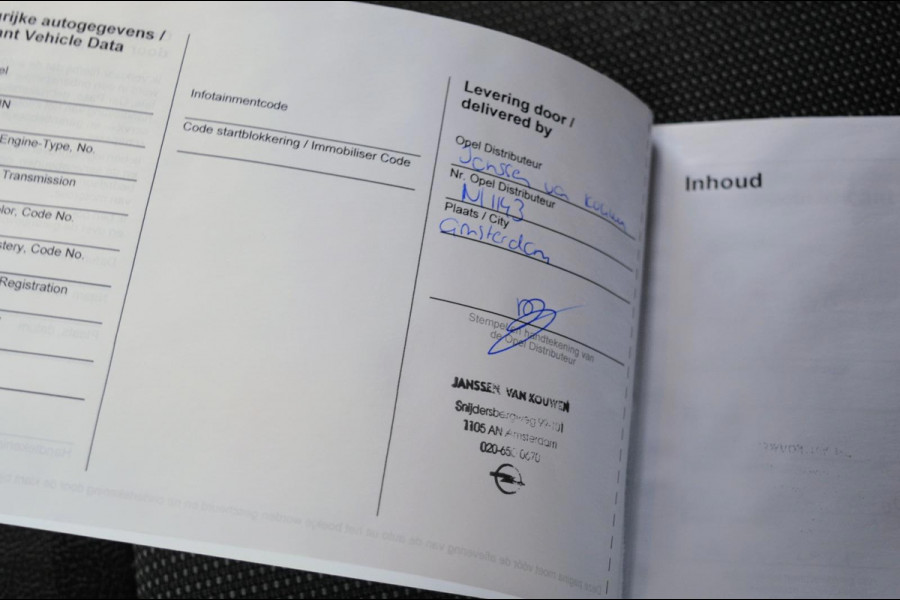 rijke autogegevens /
nt Vehicle Data
el
IN
Engine-Type, No.
Transmission
lor, Code No.
stery, Code No.
Registration
Infotainmentcode
Code startblokkering / Immobiliser Code
Levering door /
delivered by
Opel Distributeur
Janssen van Kouwen
Nr. Opel Distributeur
Plaats / City
Amsterdam
Stempel en handtekening van
de Opel Distributeur
JANSSEN VAN KOUWEN
Snijdersbergweg
1105 AN Amsterdam
Inhoud